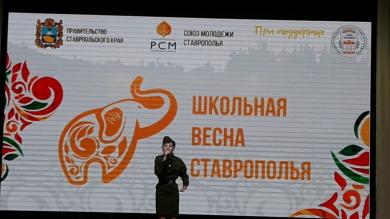 ПРАВИТЕЛЬСТВО
СТАВРОПОЛЬСКОГО КРАЯ
РСМ
СОЮЗ МОЛОДЕЖИ
СТАВРОПОЛЬЯ
При поддержке
ШКОЛЬНАЯ
ВЕСНА
СТАВРОПОЛЬЯ